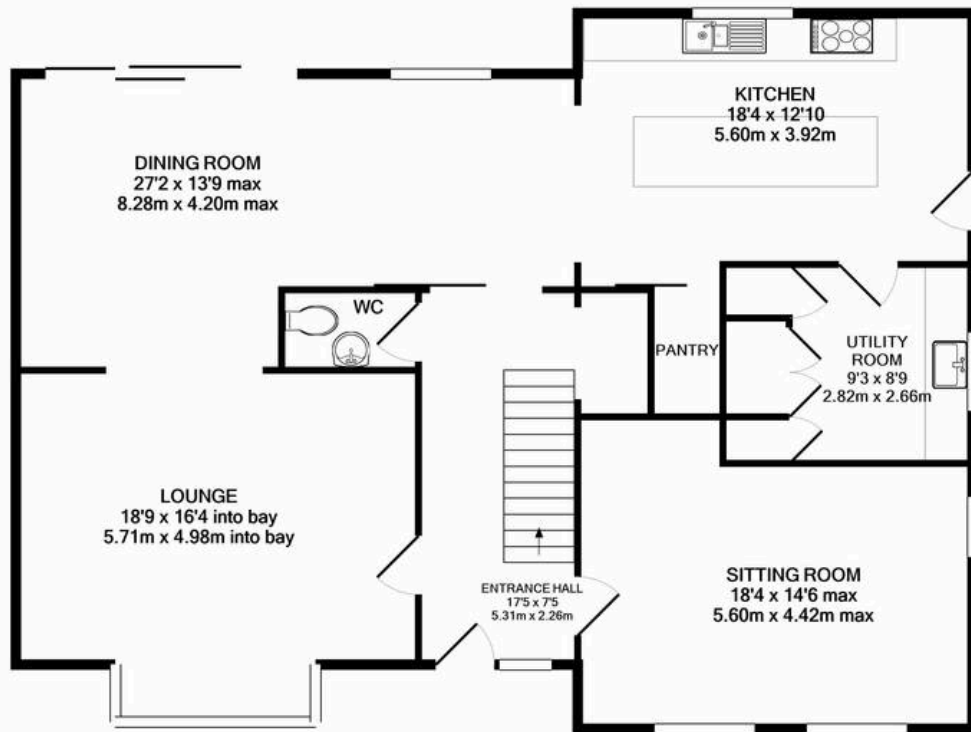 KITCHEN
18'4 x 12'10
5.60m x 3.92m
DINING ROOM
27'2 x 13'9 max
8.28m x 4.20m max
WC
PANTRY
UTILITY
ROOM
9'3 x 8'9
2.82m x 2.66m
LOUNGE
18'9 x 16'4 into bay
5.71m x 4.98m into bay
ENTRANCE HALL
17'5 x 7'5
5.31m x 2.26m
SITTING ROOM
18'4 x 14'6 max
5.60m x 4.42m max